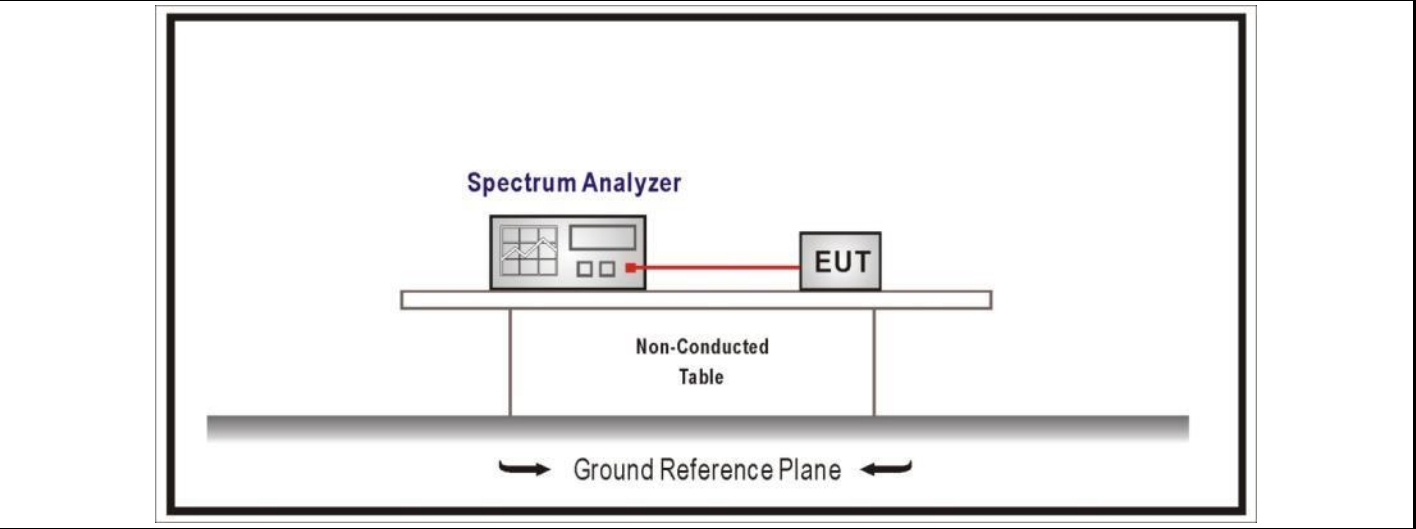 Spectrum Analyzer
EUT
Non-Conducted
Table
Ground Reference Plane